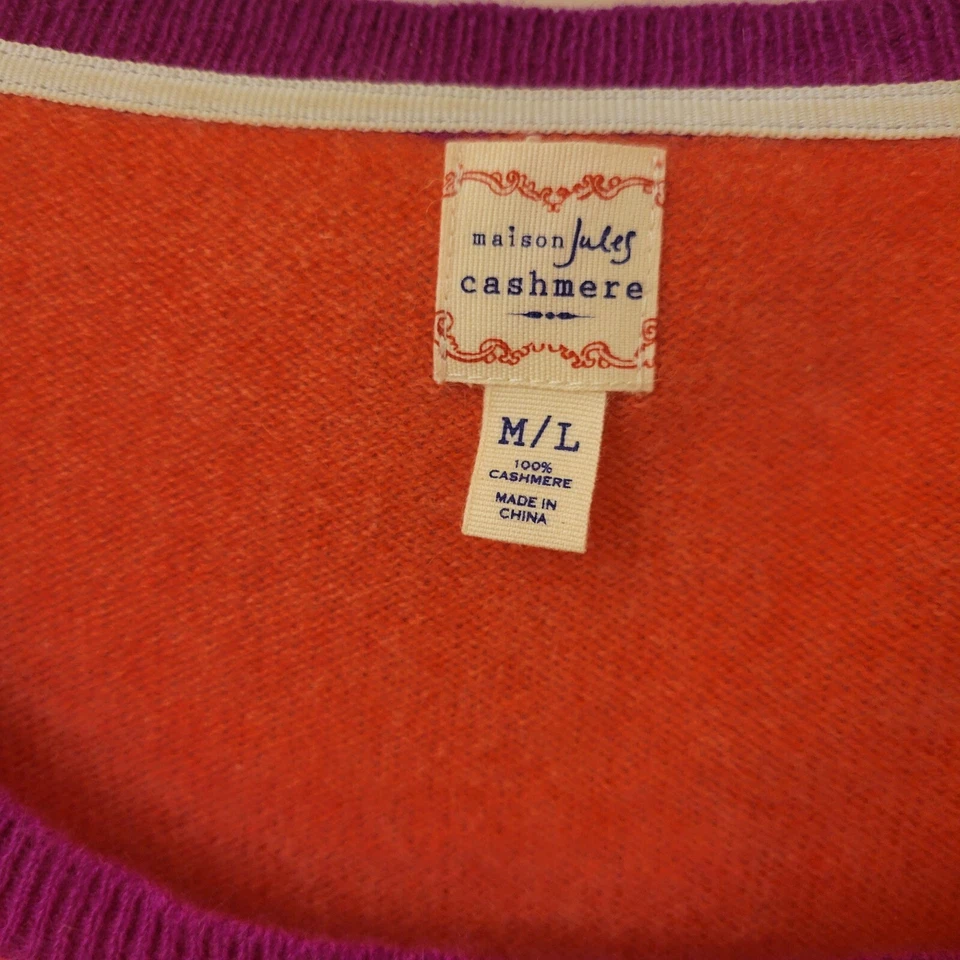 maison Jules
cashmere
M/L
100%
CASHMERE
MADE IN
CHINA